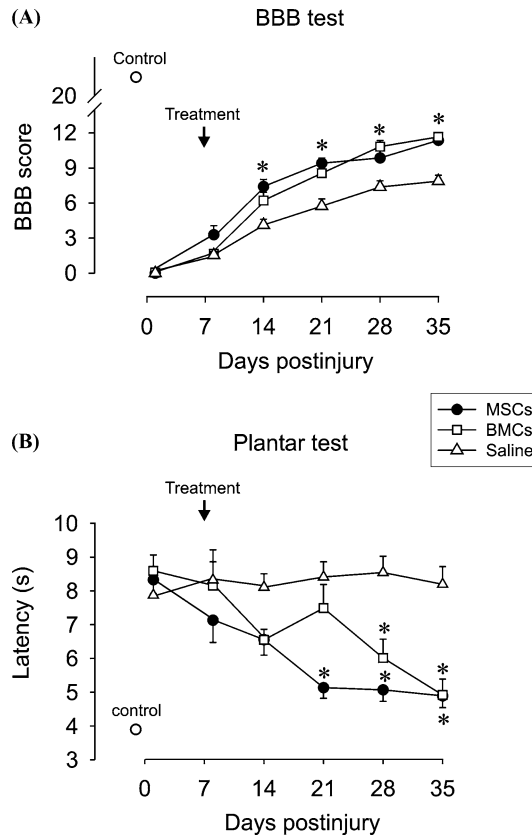 (A)
BBB test
Control
20
Treatment
12
9
6
3
0
BBB score
* * * *
0 7 14 21 28 35
Days postinjury
MSCs
BMCs
Saline
(B)
Plantar test
Treatment
10
9
8
7
6
5
4
3
Latency (s)
control
* * * * *
0 7 14 21 28 35
Days postinjury